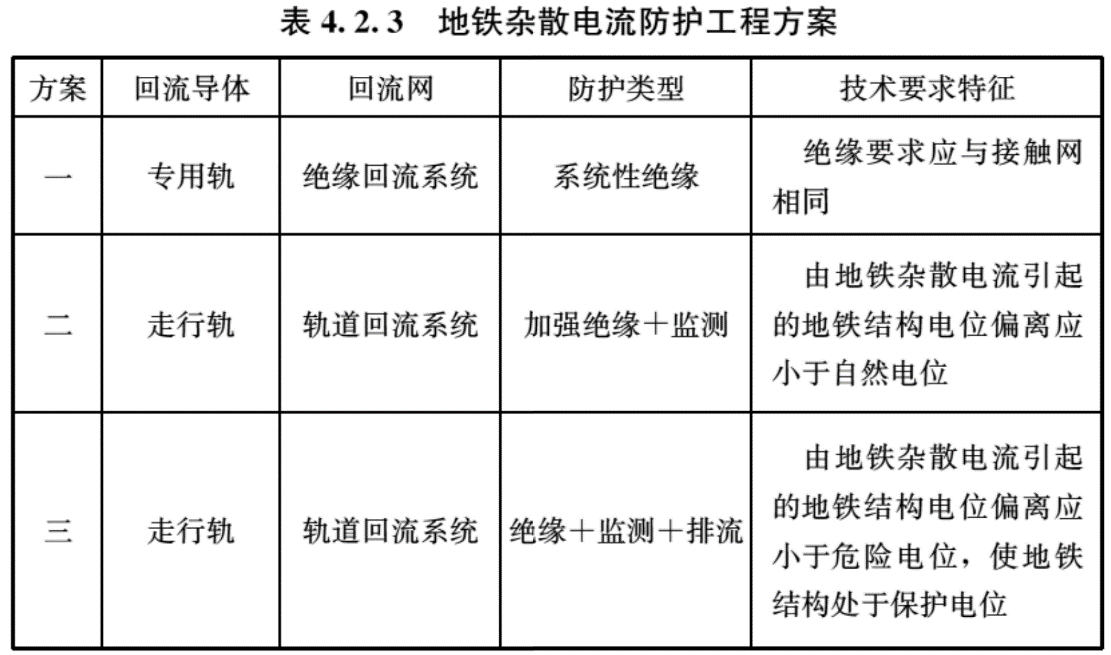 表 4.2.3 地铁杂散电流防护工程方案
方案 回流导体 回流网 防护类型 技术要求特征
一 专用轨 绝缘回流系统 系统性绝缘
绝缘要求应与接触网
相同
二 走行轨 轨道回流系统 加强绝缘＋监测
由地铁杂散电流引起
的地铁结构电位偏离应
小于自然电位
三 走行轨 轨道回流系统 绝缘＋监测＋排流
由地铁杂散电流引起
的地铁结构电位偏离应
小于危险电位，使地铁
结构处于保护电位